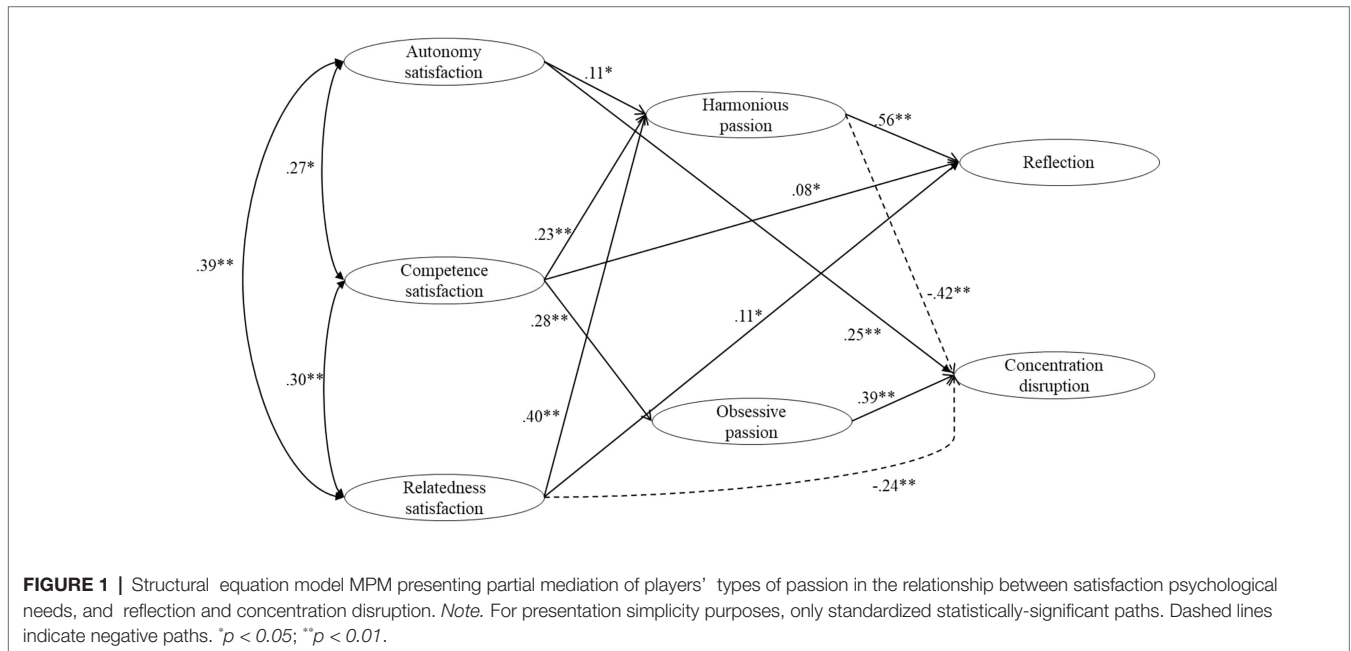 Autonomy
satisfaction
.11*
Harmonious
passion
.56**
Reflection
.27*
.08*
.23**
.39**
Competence
satisfaction
-.42**
.28**
.11*
.25**
Concentration
disruption
.30**
.39**
.40**
Obsessive
passion
Relatedness
satisfaction
-.24**
FIGURE 1 | Structural equation model MPM presenting partial mediation of players' types of passion in the relationship between satisfaction psychological
needs, and reflection and concentration disruption. Note. For presentation simplicity purposes, only standardized statistically-significant paths. Dashed lines
indicate negative paths. *p < 0.05; **p < 0.01.